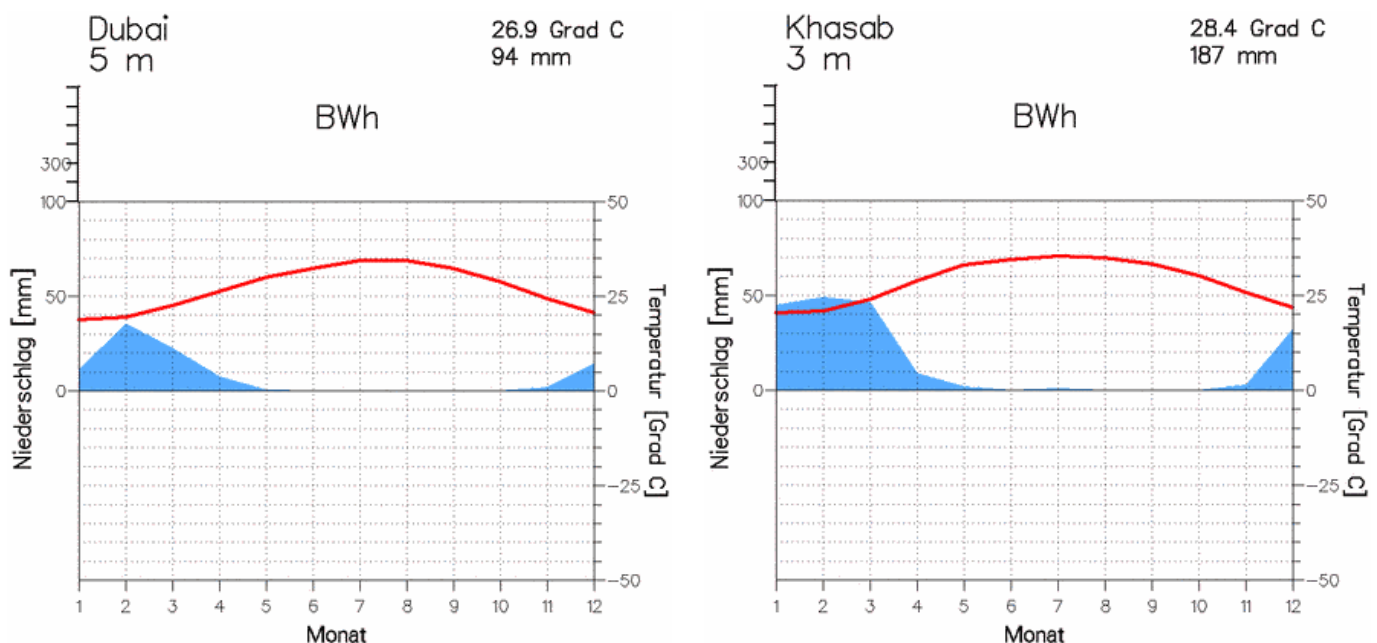 Dubai
5 m
26.9 Grad C
94 mm
BWh
300
100
50
0
Niederschlag [mm]
50
25
0
-25
-50
Temperatur [Grad C]
1 2 3 4 5 6 7 8 9 10 11 12
Monat
Khasab
3 m
28.4 Grad C
187 mm
BWh
300
100
50
0
Niederschlag [mm]
50
25
0
-25
-50
Temperatur [Grad C]
1 2 3 4 5 6 7 8 9 10 11 12
Monat